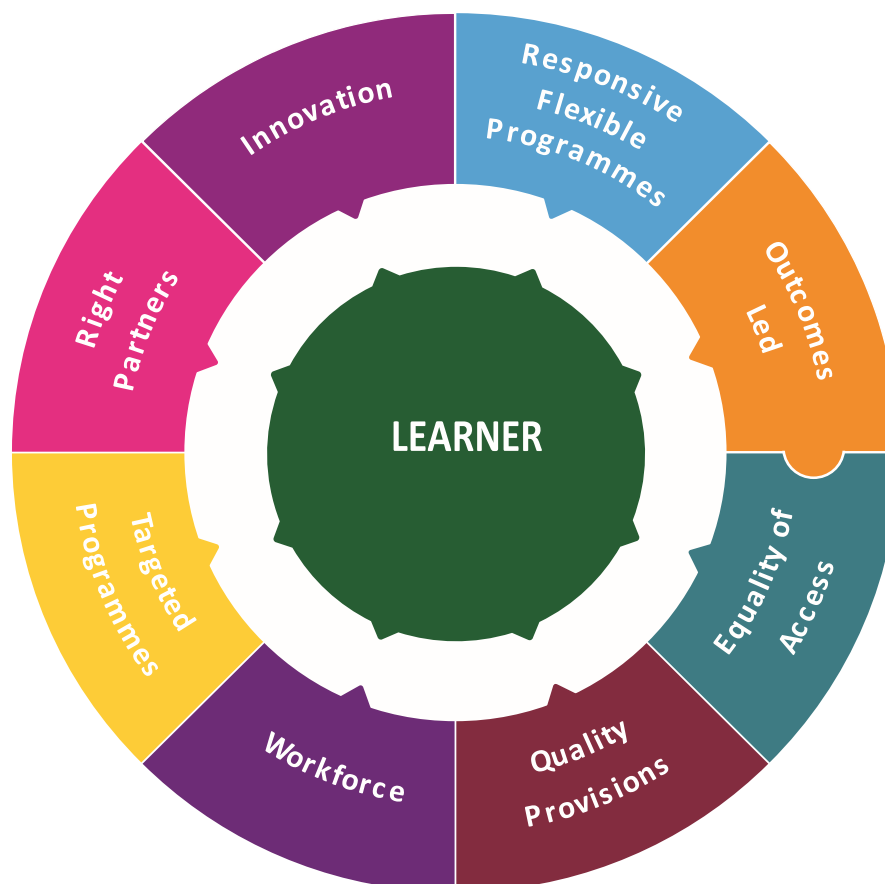 Responsive
Flexible
Programmes
Outcomes
Led
Equality of
Access
Quality
Provisions
Workforce
Targeted
Programmes
Right
Partners
Innovation
LEARNER